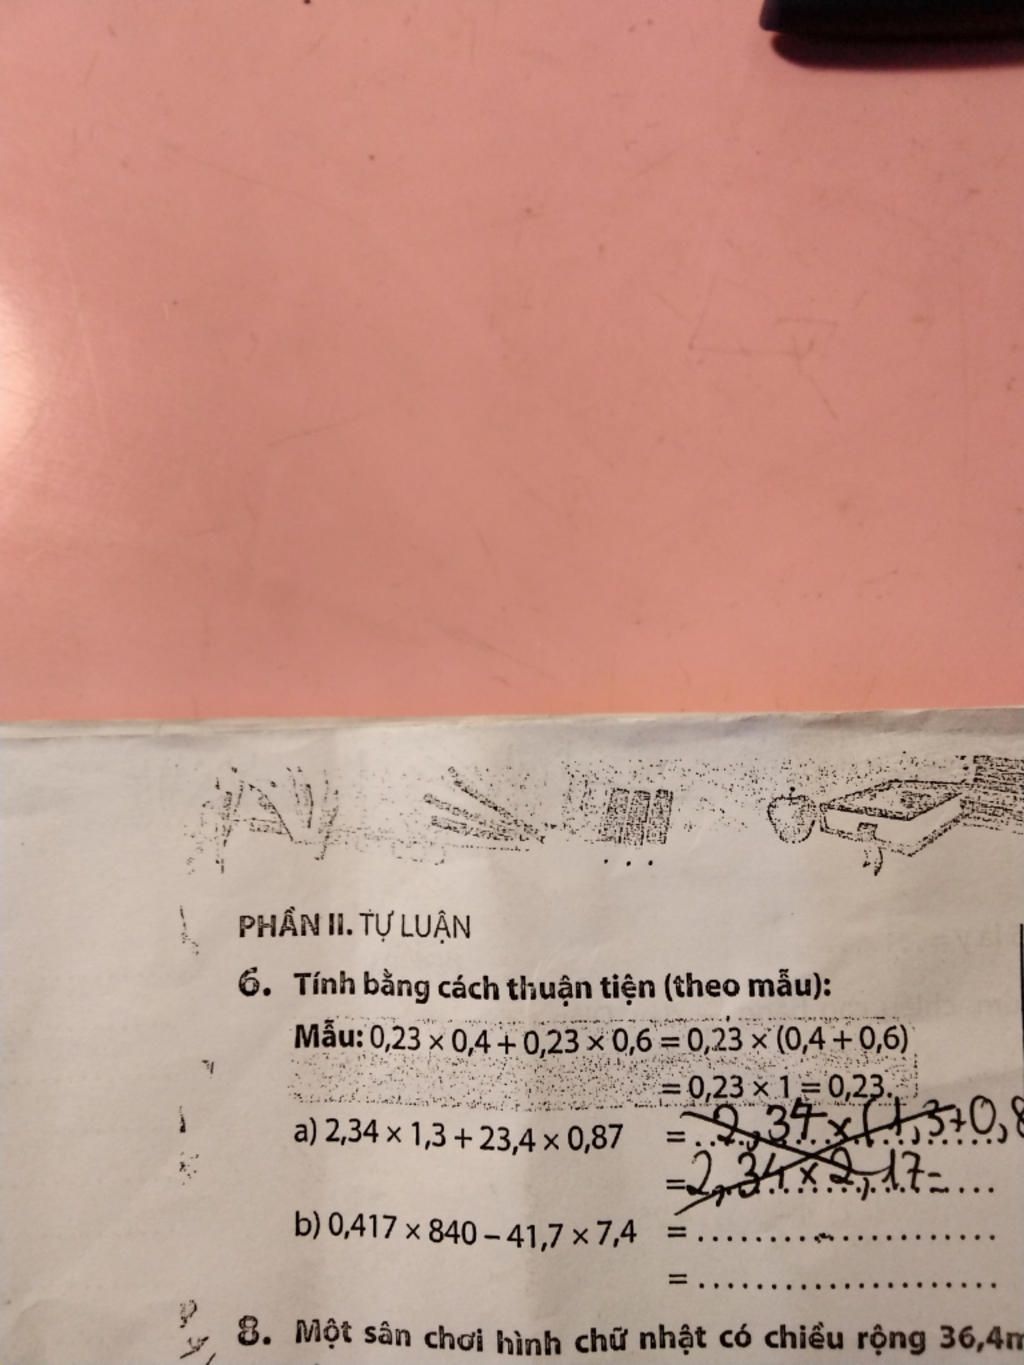 PHẦN II. TỰ LUẬN
6. Tính bằng cách thuận tiện (theo mẫu):
Mẫu: 0,23 × 0,4 + 0,23 × 0,6 = 0,23 × (0,4 + 0,6)
= 0,23 × 1 = 0,23.
a) 2,34 × 1,3 + 23,4 × 0,87 = 2,34 × (1,3+0,8
= 2,34 × 2,17 =
b) 0,417 × 840 – 41,7 × 7,4 = ....................
= ....................
8. Một sân chơi hình chữ nhật có chiều rộng 36,4m